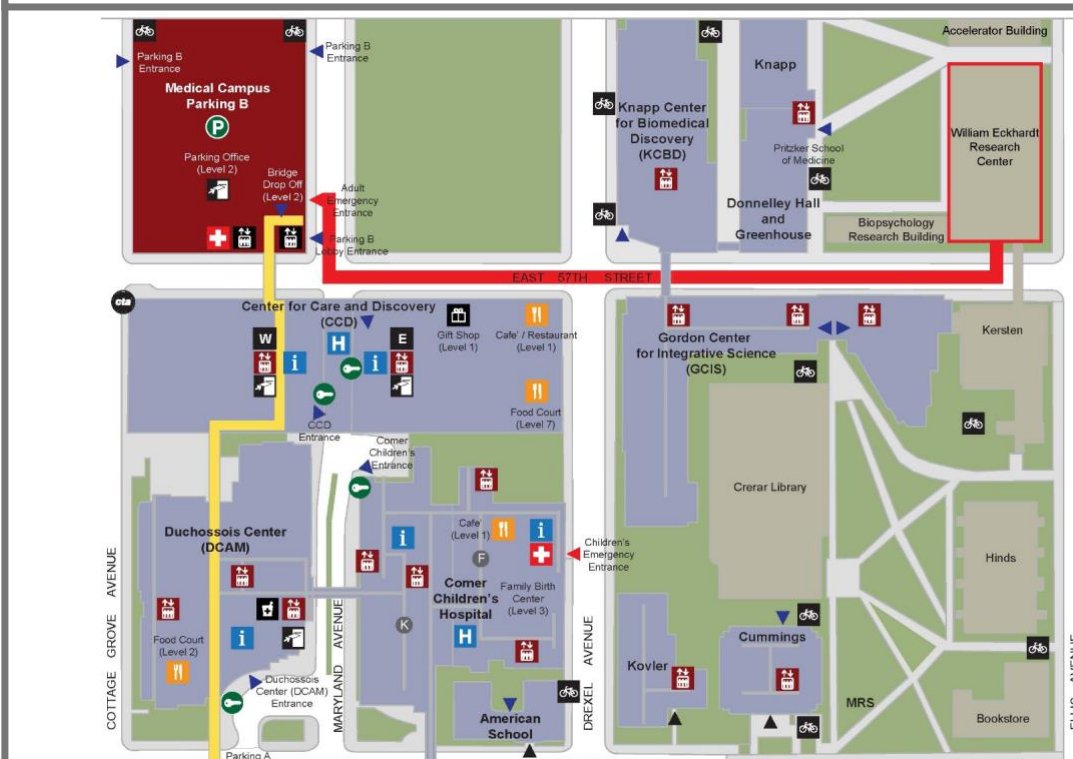 Parking B
Entrance
Medical Campus
Parking B
P
Parking Office
(Level 2)
Bridge
Drop Off
(Level 2)
Parking B
Entrance
Adult
Emergency
Entrance
Parking B
Lobby Entrance
Knapp Center
for Biomedical
Discovery
(KCBD)
Knapp
Pritzker School
of Medicine
Donnelley Hall
and
Greenhouse
Accelerator Building
William Eckhardt
Research
Center
Biopsychology
Research Building
EAST 57TH STREET
cta
Center for Care and Discovery
(CCD)
W
i
H
i
E
Gift Shop
(Level 1)
Cafe' / Restaurant
(Level 1)
Food Court
(Level 7)
CCD
Entrance
Comer
Children's
Entrance
Gordon Center
for Integrative Science
(GCIS)
Kersten
Crerar Library
Hinds
Duchossois Center
(DCAM)
i
Food Court
(Level 2)
Duchossois
Center (DCAM)
Entrance
Parking A
i
Cafe'
(Level 1)
i
F
K
Comer
Children's
Hospital
H
Family Birth
Center
(Level 3)
Children's
Emergency
Entrance
American
School
Kovler
Cummings
MRS
Bookstore
COTTAGE GROVE AVENUE
MARYLAND AVENUE
DREXEL AVENUE